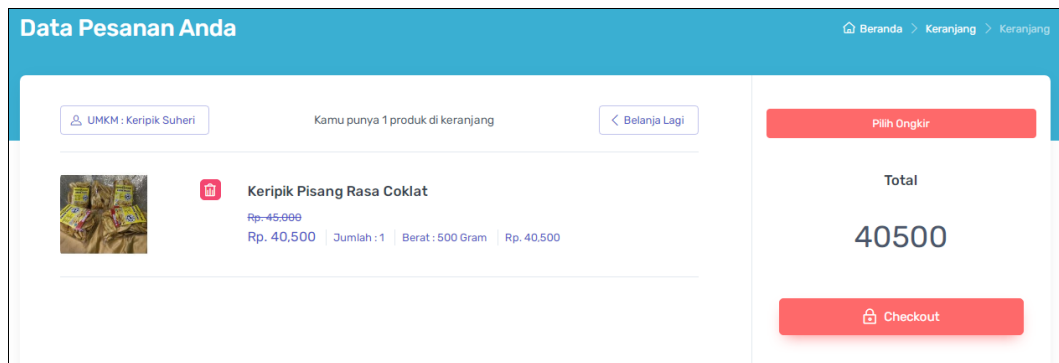 Data Pesanan Anda
Beranda > Keranjang > Keranjang
UMKM : Keripik Suheri
Kamu punya 1 produk di keranjang
< Belanja Lagi
Keripik Pisang Rasa Coklat
Rp. 45,000
Rp. 40,500 Jumlah : 1 Berat : 500 Gram Rp. 40,500
Pilih Ongkir
Total
40500
Checkout